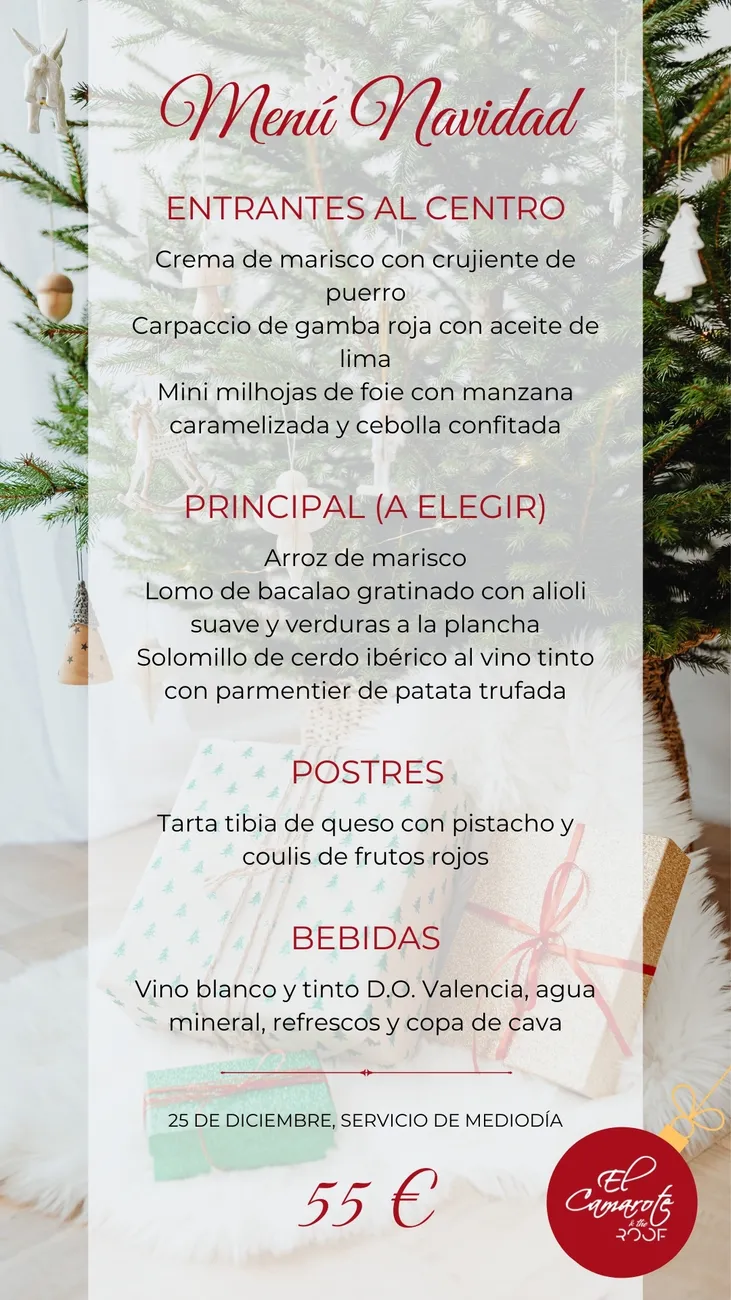 Menú Navidad
ENTRANTES AL CENTRO
Crema de marisco con crujiente de
puerro
Carpaccio de gamba roja con aceite de
lima
Mini milhojas de foie con manzana
caramelizada y cebolla confitada
PRINCIPAL (A ELEGIR)
Arroz de marisco
Lomo de bacalao gratinado con alioli
suave y verduras a la plancha
Solomillo de cerdo ibérico al vino tinto
con parmentier de patata trufada
POSTRES
Tarta tibia de queso con pistacho y
coulis de frutos rojos
BEBIDAS
Vino blanco y tinto D.O. Valencia, agua
mineral, refrescos y copa de cava
25 DE DICIEMBRE, SERVICIO DE MEDIODÍA
55 €
El
Camarote
& the
ROOF